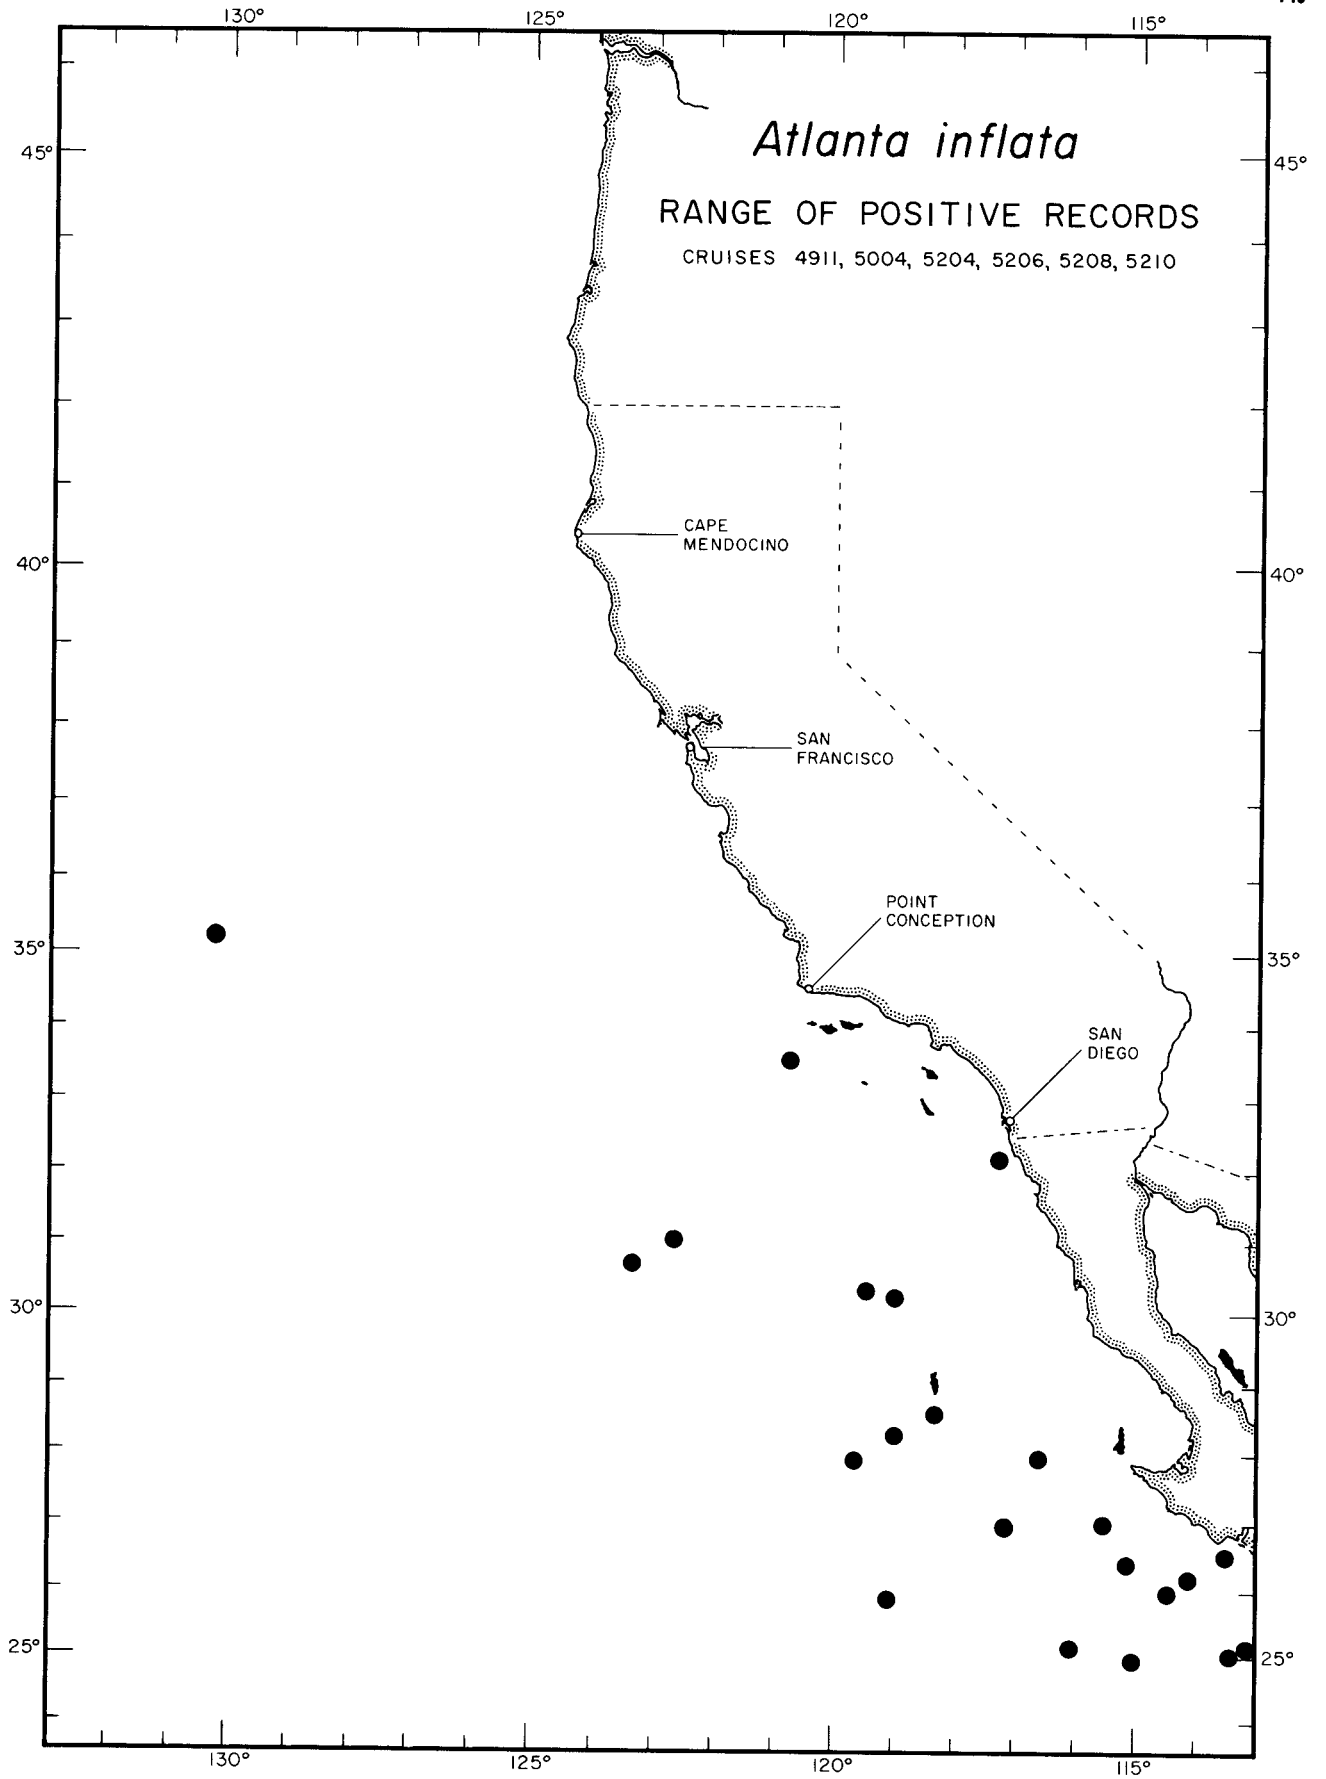 130° 125° 120° 115°
Atlanta inflata
45° 45°
RANGE OF POSITIVE RECORDS
CRUISES 4911, 5004, 5204, 5206, 5208, 5210
CAPE
MENDOCINO
40° 40°
SAN
FRANCISCO
POINT
CONCEPTION
35° 35°
SAN
DIEGO
30° 30°
25° 25°
130° 125° 120° 115°